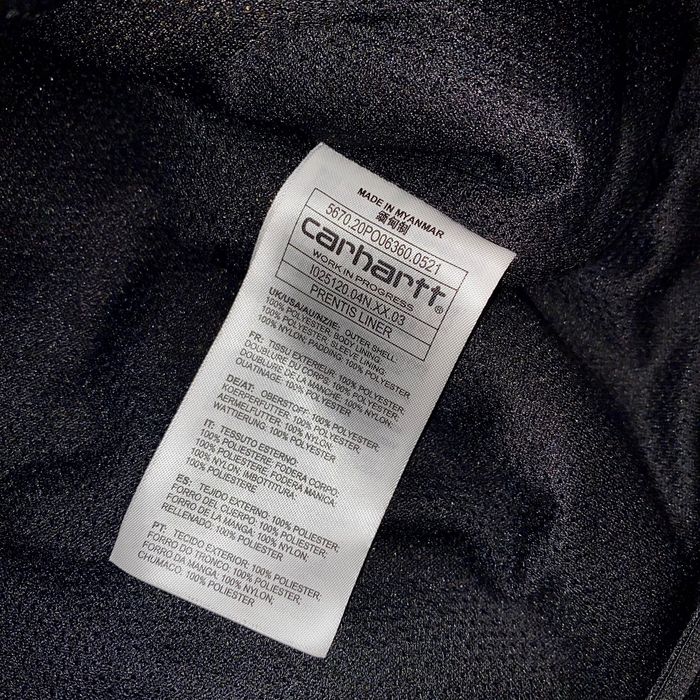 MADE IN MYANMAR
緬甸制
5670.20PO06360.0521
carhartt®
WORK IN PROGRESS
I025120.04N.XX.03
PRENTIS LINER
UK/USA/AU/NZ/IE, OUTER SHELL:
100% POLYESTER, BODY LINING:
100% POLYESTER, SLEEVE LINING:
100% NYLON, PADDING: 100% POLYESTER
FR: TISSU EXTERIEUR: 100% POLYESTER,
DOUBLURE DU CORPS: 100% POLYESTER,
DOUBLURE DE LA MANCHE: 100% NYLON,
OUATINAGE: 100% POLYESTER
DE/AT: OBERSTOFF: 100% POLYESTER,
KOERPERFUTTER: 100% POLYESTER,
AERMELFUTTER: 100% NYLON,
WATTIERUNG: 100% POLYESTER
IT: TESSUTO ESTERNO:
100% POLIESTERE; FODERA CORPO:
100% POLIESTERE; FODERA MANICA:
100% NYLON; IMBOTTITURA:
100% POLIESTERE
ES: TEJIDO EXTERNO: 100% POLIESTER;
FORRO DEL CUERPO: 100% POLIESTER;
FORRO DE LA MANGA: 100% NYLON;
RELLENADO: 100% POLIESTER
PT: TECIDO EXTERIOR: 100% POLIESTER;
FORRO DO TRONCO: 100% POLIESTER;
FORRO DA MANGA: 100% NYLON;
CHUMACO: 100% POLIESTER